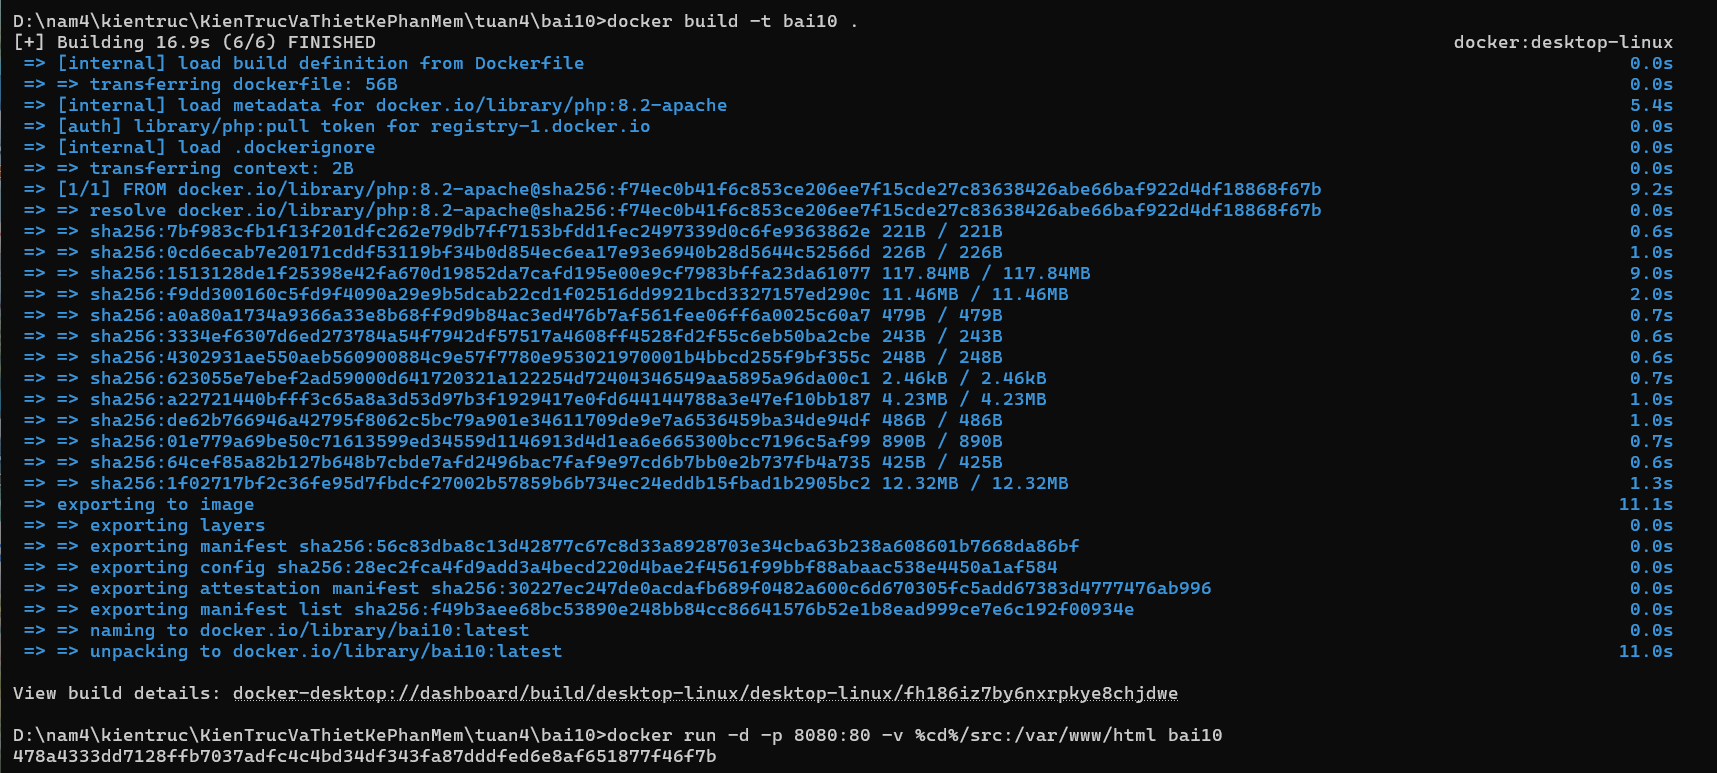 D:\nam4\kientruc\KienTrucVaThietKePhanMem\tuan4\bai10>docker build -t bai10 .
[+] Building 16.9s (6/6) FINISHED docker:desktop-linux
=> [internal] load build definition from Dockerfile 0.0s
=> => transferring dockerfile: 56B 0.0s
=> [internal] load metadata for docker.io/library/php:8.2-apache 5.4s
=> [auth] library/php:pull token for registry-1.docker.io 0.0s
=> [internal] load .dockerignore 0.0s
=> => transferring context: 2B 0.0s
=> [1/1] FROM docker.io/library/php:8.2-apache@sha256:f74ec0b41f6c853ce206ee7f15cde27c83638426abe66baf922d4df18868f67b 9.2s
=> => resolve docker.io/library/php:8.2-apache@sha256:f74ec0b41f6c853ce206ee7f15cde27c83638426abe66baf922d4df18868f67b 0.0s
=> => sha256:7bf983cfb1f13f201dfc262e79db7ff7153bfdd1fec2497339d0c6fe9363862e 221B / 221B 0.6s
=> => sha256:0cd6ecab7e20171cddf53119bf34b0d854ec6ea17e93e6940b28d5644c52566d 226B / 226B 1.0s
=> => sha256:1513128de1f25398e42fa670d19852da7cafd195e00e9cf7983bffa23da61077 117.84MB / 117.84MB 9.0s
=> => sha256:f9dd300160c5fd9f4090a29e9b5dcab22cd1f02516dd9921bcd3327157ed290c 11.46MB / 11.46MB 2.0s
=> => sha256:a0a80a1734a9366a33e8b68ff9d9b84ac3ed476b7af561fee06ff6a0025c60a7 479B / 479B 0.7s
=> => sha256:3334ef6307d6ed273784a54f7942df57517a4608ff4528fd2f55c6eb50ba2cbe 243B / 243B 0.6s
=> => sha256:4302931ae550aeb560900884c9e57f7780e953021970001b4bbcd255f9bf355c 248B / 248B 0.6s
=> => sha256:623055e7ebef2ad59000d641720321a122254d72404346549aa5895a96da00c1 2.46kB / 2.46kB 0.7s
=> => sha256:a22721440bfff3c65a8a3d53d97b3f1929417e0fd644144788a3e47ef10bb187 4.23MB / 4.23MB 1.0s
=> => sha256:de62b766946a42795f8062c5bc79a901e34611709de9e7a6536459ba34de94df 486B / 486B 1.0s
=> => sha256:01e779a69be50c71613599ed34559d1146913d4d1ea6e665300bcc7196c5af99 890B / 890B 0.7s
=> => sha256:64cef85a82b127b648b7cbde7afd2496bac7faf9e97cd6b7bb0e2b737fb4a735 425B / 425B 0.6s
=> => sha256:1f02717bf2c36fe95d7fbdcf27002b57859b6b734ec24eddb15fbad1b2905bc2 12.32MB / 12.32MB 1.3s
=> exporting to image 11.1s
=> => exporting layers 0.0s
=> => exporting manifest sha256:56c83dba8c13d42877c67c8d33a8928703e34cba63b238a608601b7668da86bf 0.0s
=> => exporting config sha256:28ec2fca4fd9add3a4becd220d4bae2f4561f99bbf88abaac538e4450a1af584 0.0s
=> => exporting attestation manifest sha256:30227ec247de0acdafb689f0482a600c6d670305fc5add67383d4777476ab996 0.0s
=> => exporting manifest list sha256:f49b3aee68bc53890e248bb84cc86641576b52e1b8ead999ce7e6c192f00934e 0.0s
=> => naming to docker.io/library/bai10:latest 0.0s
=> => unpacking to docker.io/library/bai10:latest 11.0s
View build details: docker-desktop://dashboard/build/desktop-linux/desktop-linux/fh186iz7by6nxrpkye8chjdwe
D:\nam4\kientruc\KienTrucVaThietKePhanMem\tuan4\bai10>docker run -d -p 8080:80 -v %cd%/src:/var/www/html bai10
478a4333dd7128ffb7037adfc4c4bd34df343fa87dddfed6e8af651877f46f7b